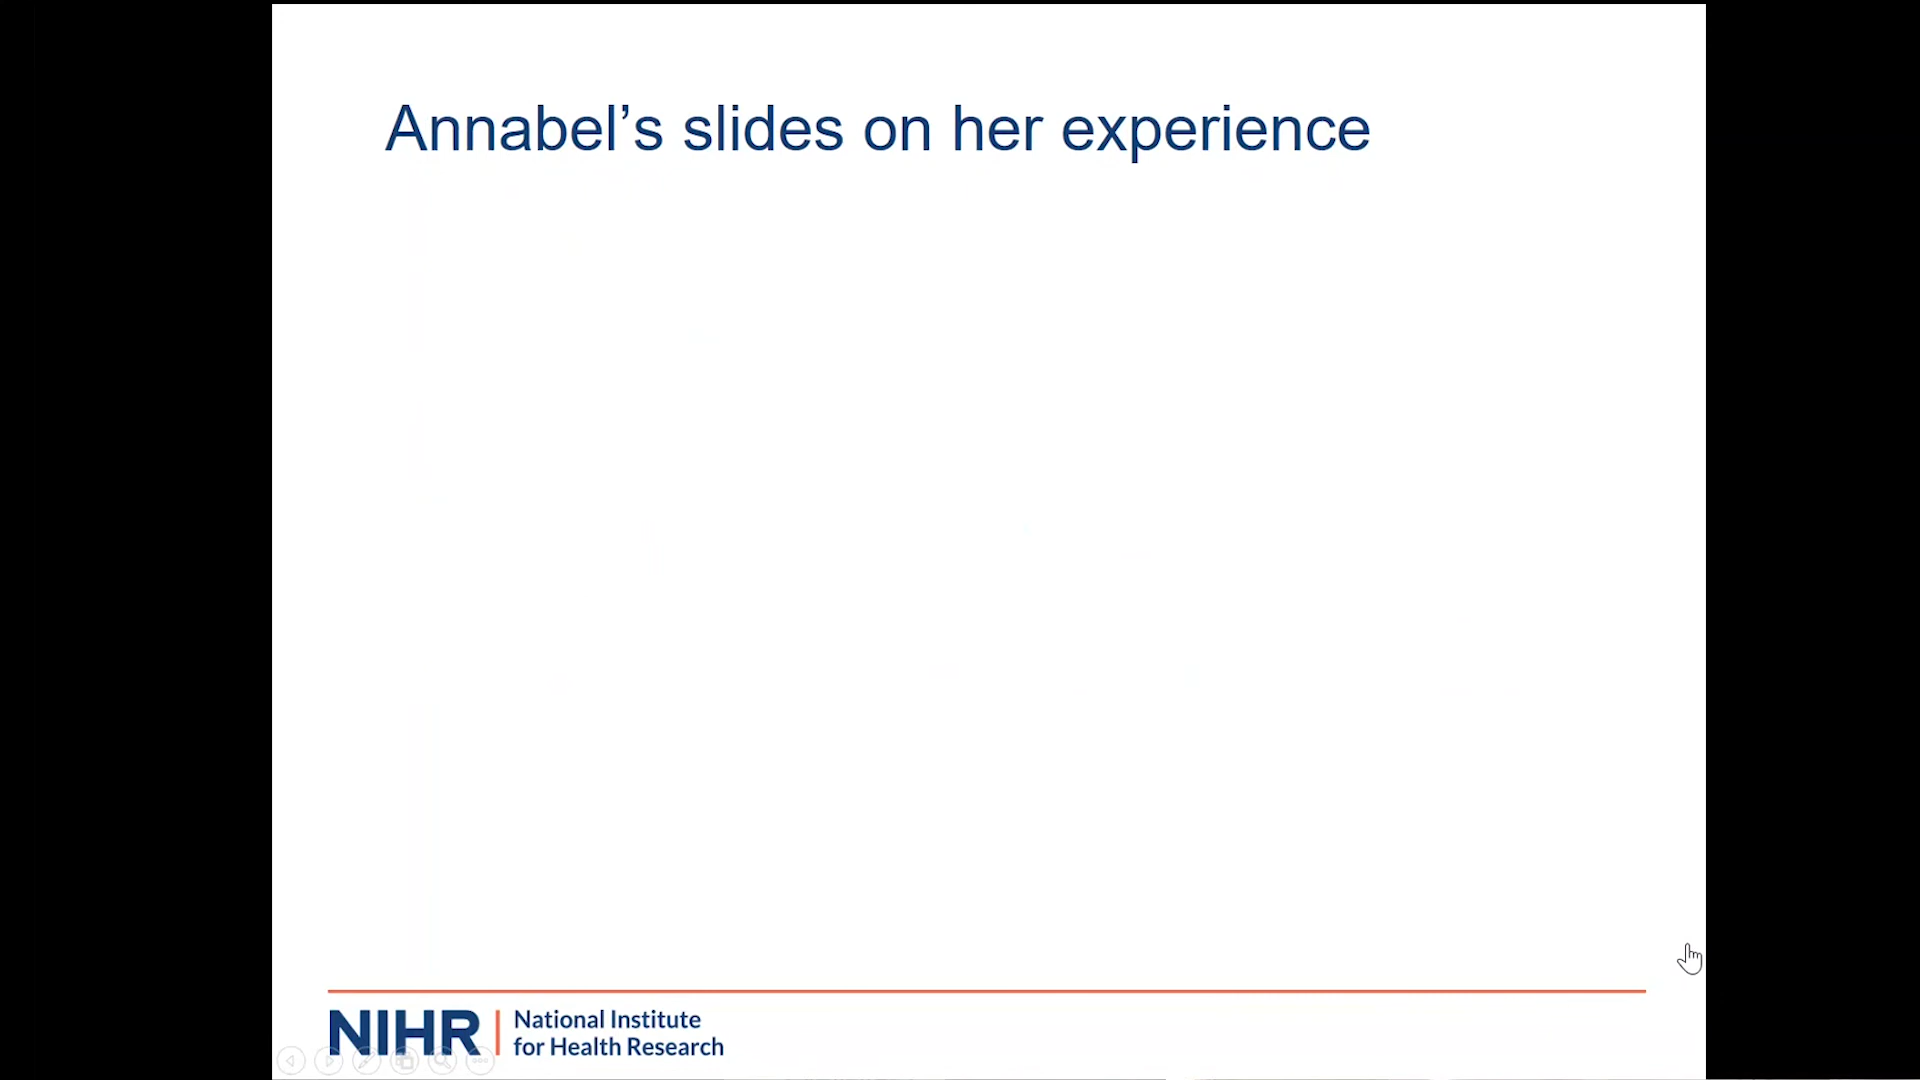 Annabel’s slides on her experience
NIHR
National Institute
for Health Research